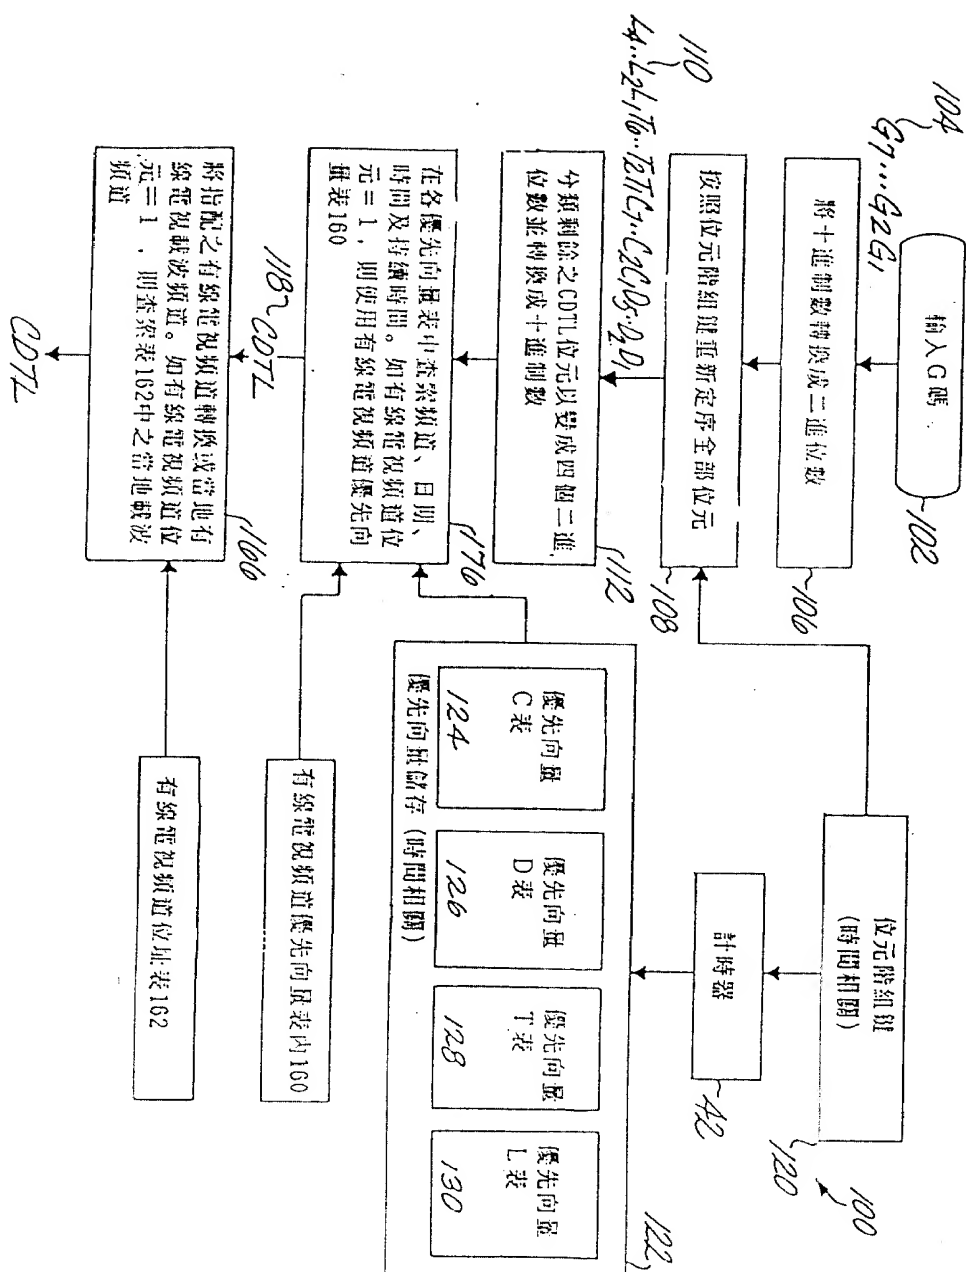 100
輸入G碼
102
104
G7...G2G1
將十進制數轉換成二進位數
106
按照位元階組鍵重新定序全部位元
108
110
L4..L2L1T6..T2T1C7..C2C1D5..D2D1
分類剩餘之CDTL位元以變成四個二進
位數並轉換成十進制數
112
在各優先向量表中查索頻道、日期、
時間及持續時間。如有線電視頻道位
元=1，則使用有線電視頻道優先向
量表160
176
118~CDTL
將指配之有線電視頻道轉換或當地有
線電視載波頻道。如有線電視頻道位
元=1，則查索表162中之當地載波
頻道
166
CDTL
位元階組
(時間相關)
120
計時器
42
122
優先向量
C表
124
優先向量
D表
126
優先向量
T表
128
優先向量
L表
130
優先向量儲存(時間相關)
有線電視頻道優先向量表內160
有線電視頻道位址表162